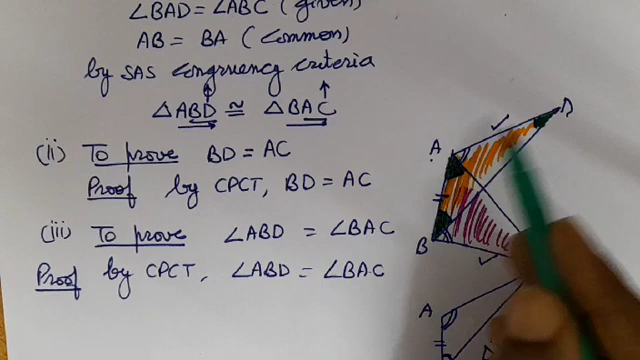 ∠BAD = ∠ABC (given)
AB = BA (Common)
by SAS Congruency criteria
△ABD ≅ △BAC
(ii) To prove BD = AC
Proof by CPCT, BD = AC
(iii) To prove ∠ABD = ∠BAC
Proof by CPCT, ∠ABD = ∠BAC
D
A
B
A